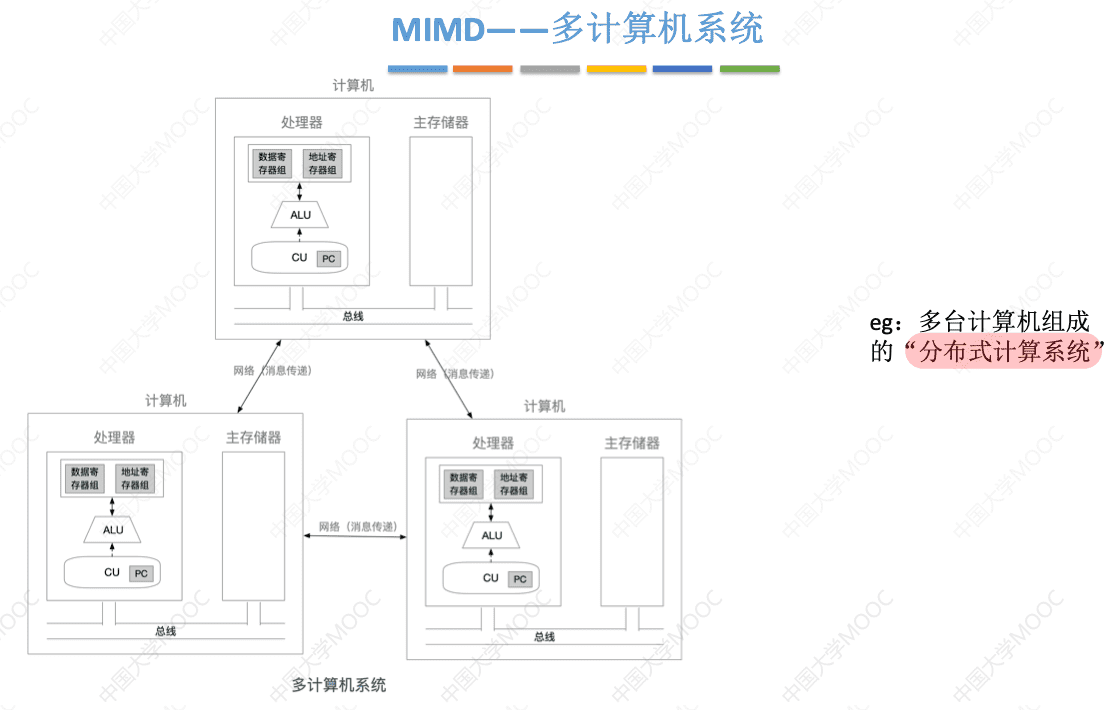 MIMD——多计算机系统
计算机
处理器
主存储器
数据寄
存器组
地址寄
存器组
ALU
CU
PC
总线
网络（消息传递）
网络（消息传递）
eg：多台计算机组成
的“分布式计算系统”
计算机
处理器
主存储器
数据寄
存器组
地址寄
存器组
ALU
CU
PC
总线
网络（消息传递）
计算机
处理器
主存储器
数据寄
存器组
地址寄
存器组
ALU
CU
PC
总线
多计算机系统
中国大学MOOC